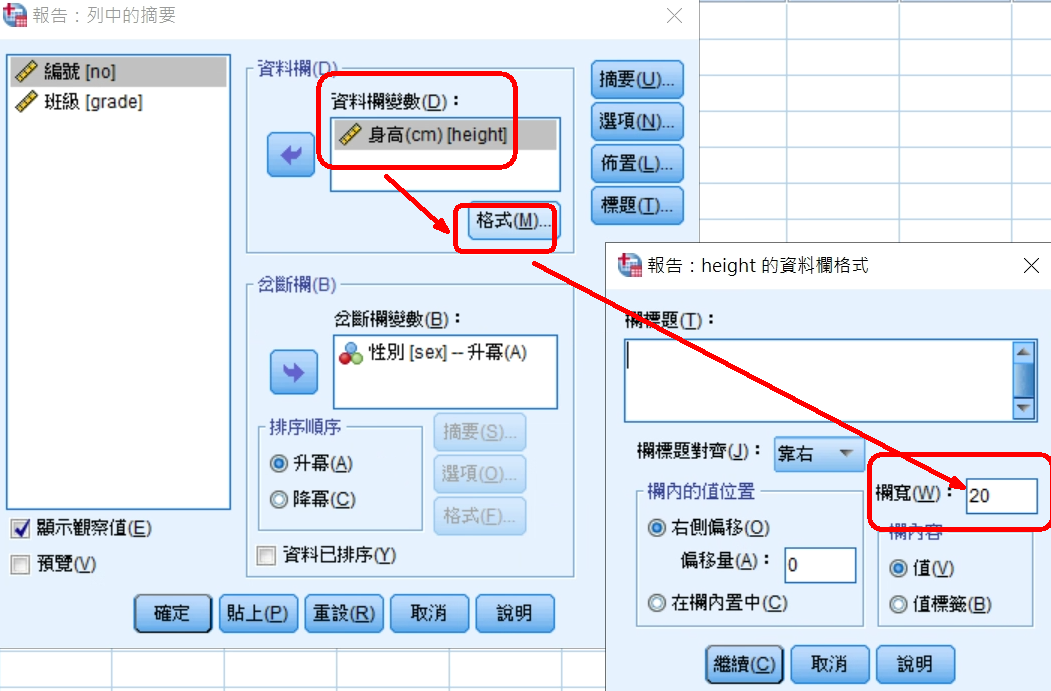 報告：列中的摘要
編號 [no]
班級 [grade]
資料欄(D)
資料欄變數(D)：
身高(cm) [height]
格式(M)...
岔斷欄(B)
岔斷欄變數(B)：
性別 [sex] -- 升冪(A)
排序順序
升冪(A)
降冪(C)
摘要(S)...
選項(O)...
格式(F)...
資料已排序(Y)
摘要(U)...
選項(N)...
佈置(L)...
標題(T)...
顯示觀察值(E)
預覽(V)
確定
貼上(P)
重設(R)
取消
說明
報告：height 的資料欄格式
欄標題(T)：
欄標題對齊(J)：
靠右
欄寬(W)：
20
欄內的值位置
右側偏移(O)
偏移量(A)：
0
在欄內置中(C)
欄內容
值(V)
值標籤(B)
繼續(C)
取消
說明